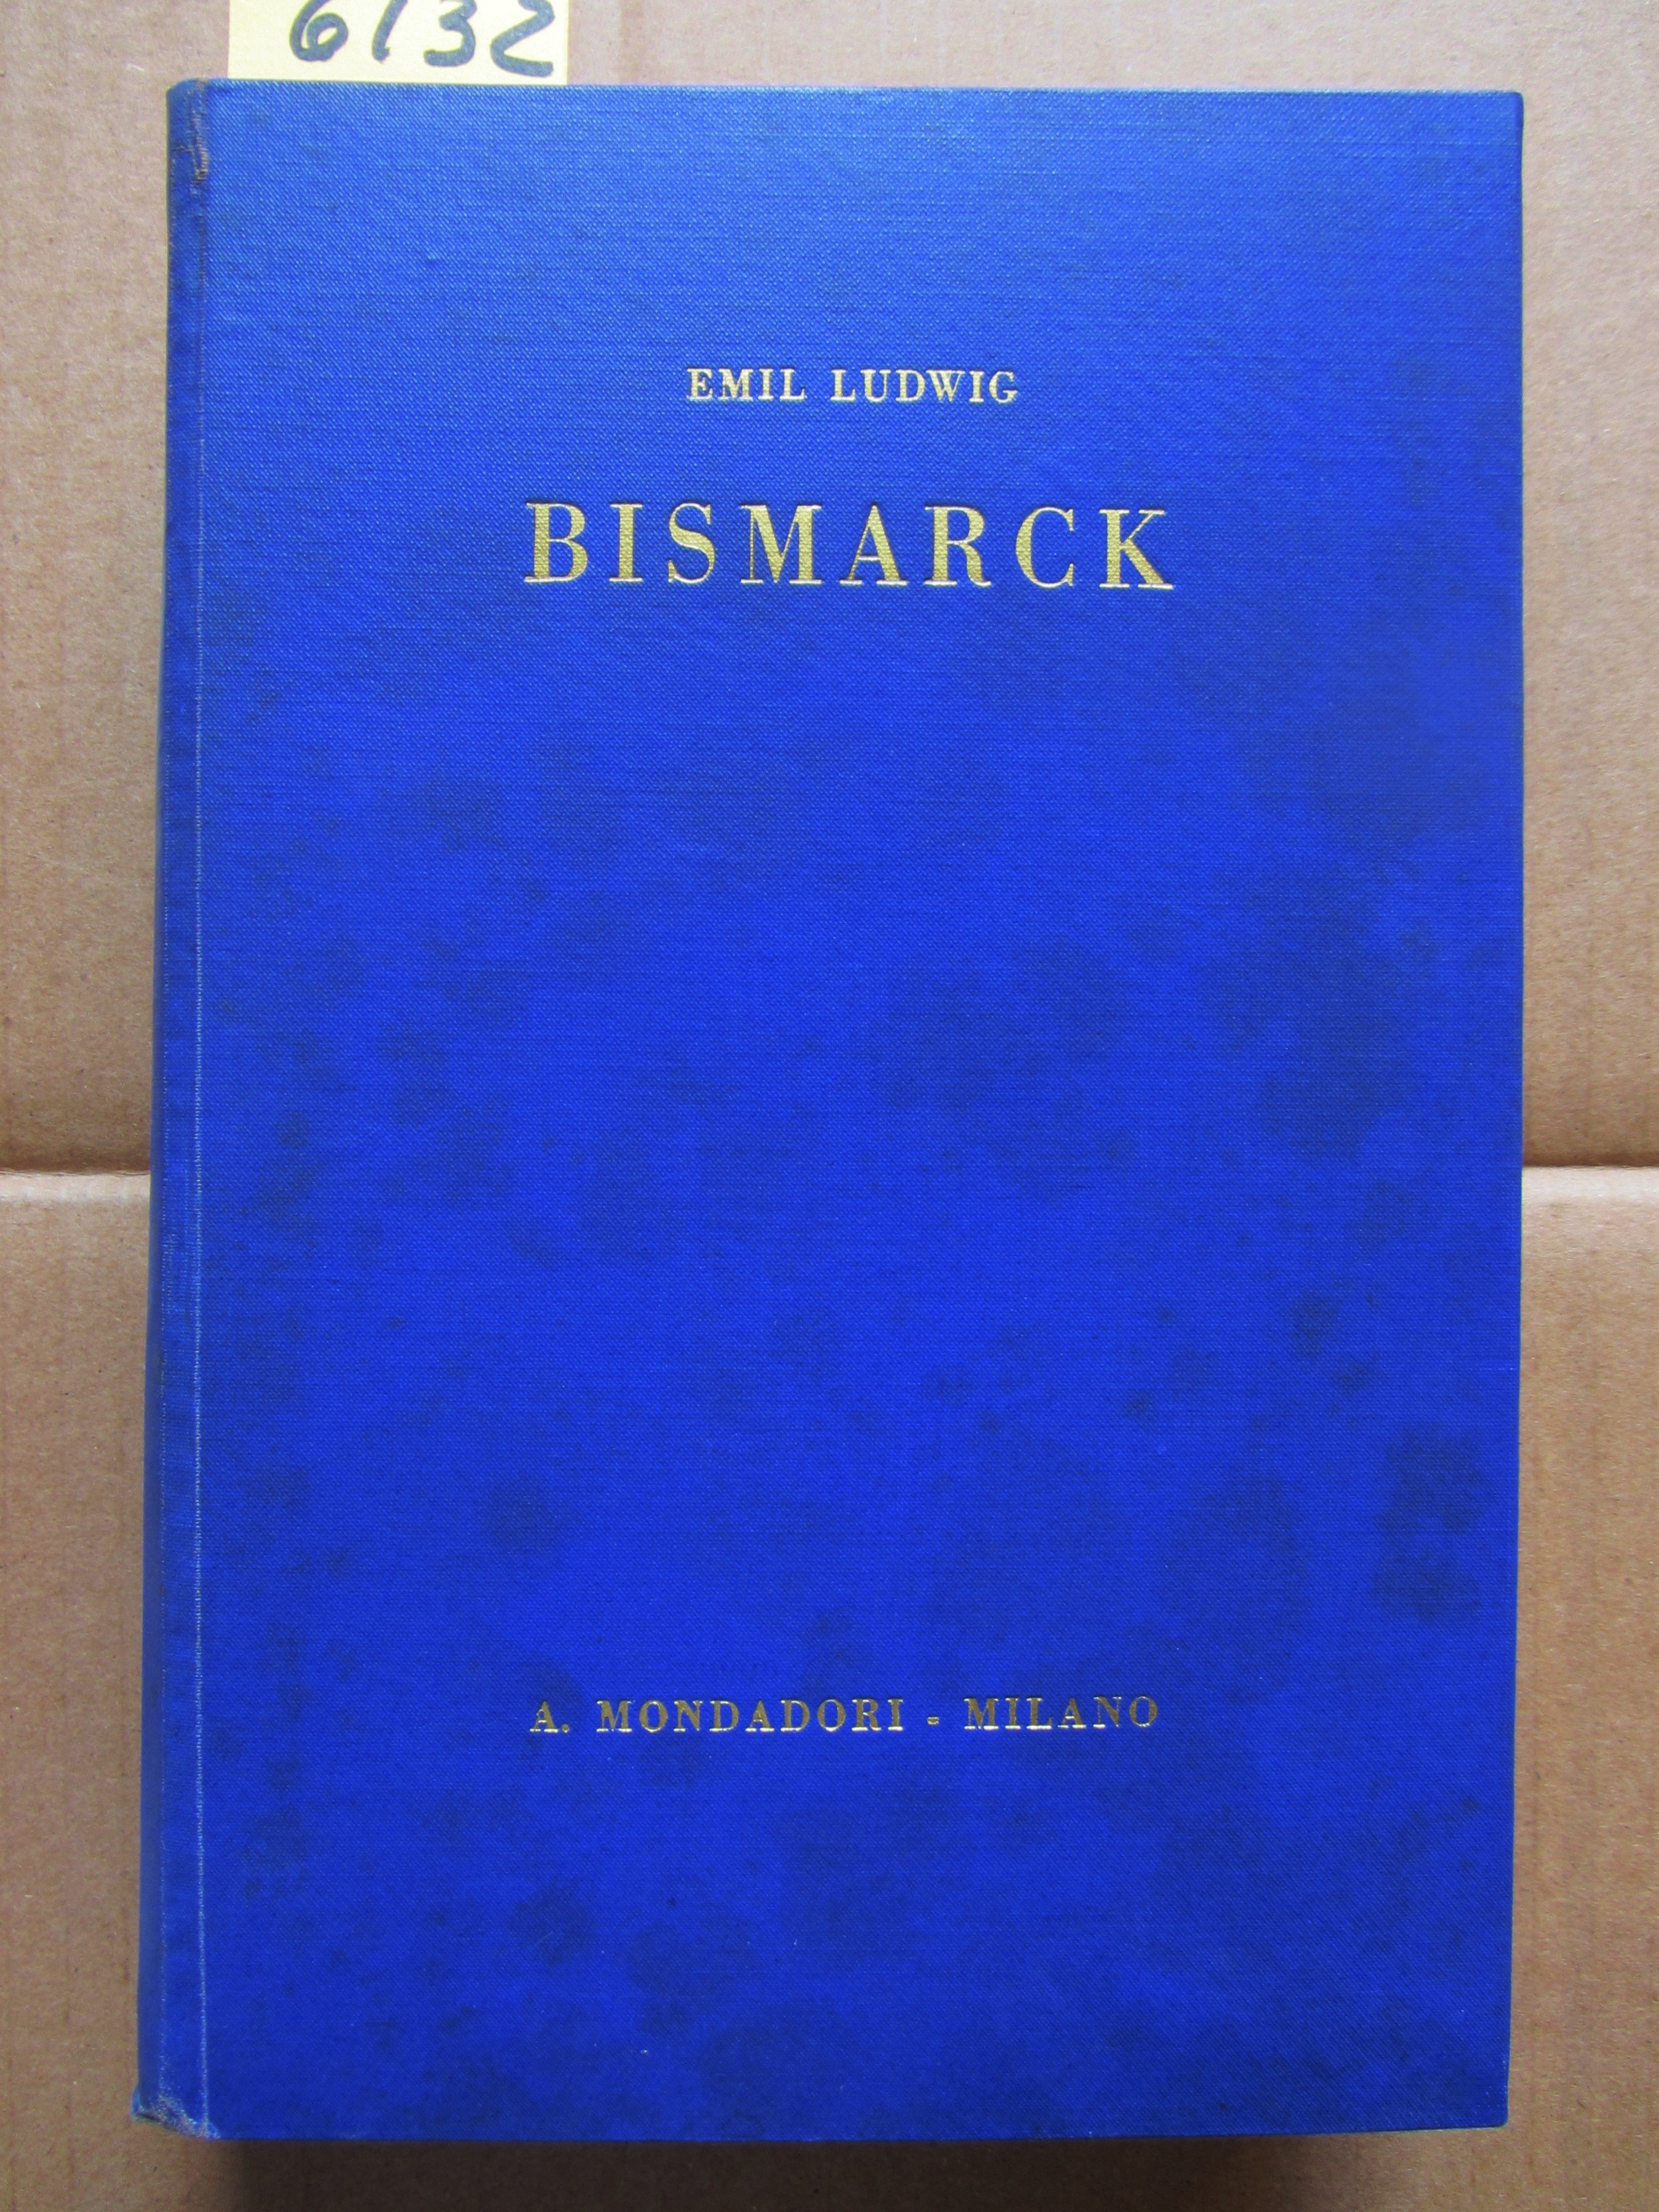 6132
EMIL LUDWIG
BISMARCK
A. MONDADORI - MILANO